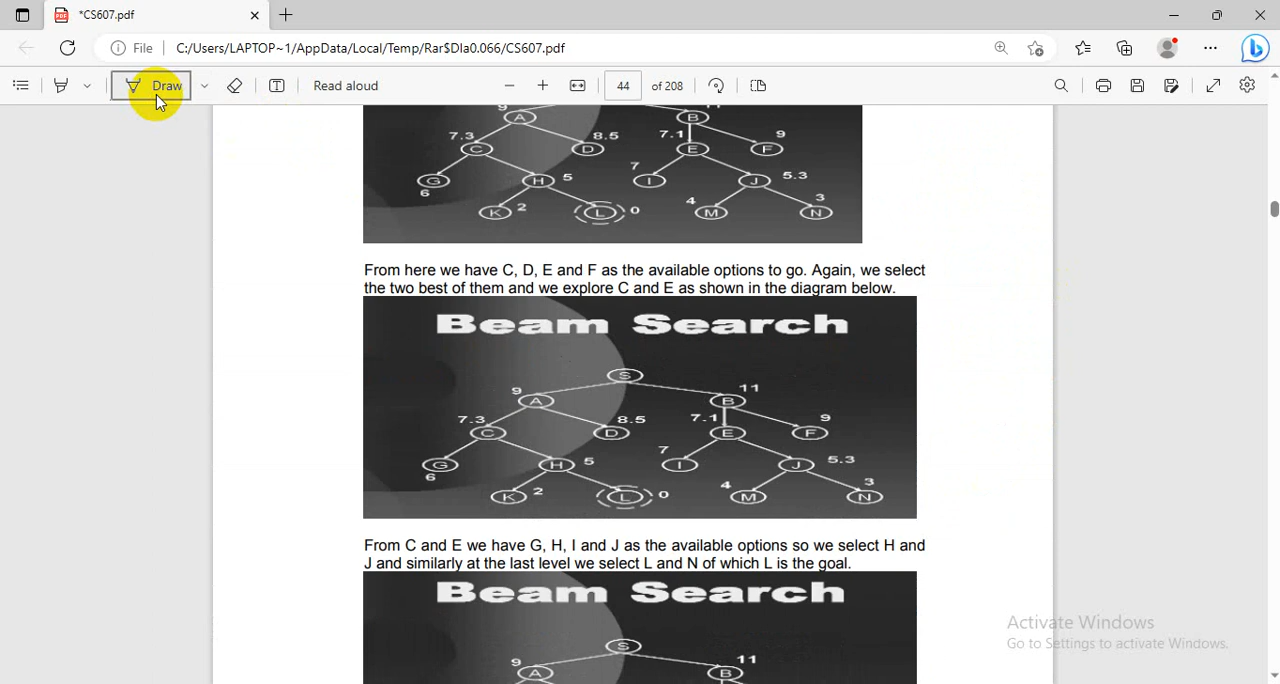 *CS607.pdf
File
C:/Users/LAPTOP~1/AppData/Local/Temp/Rar$DIa0.066/CS607.pdf
Draw
Read aloud
44
of 208
A
B
7.3
8.5
7.1
9
C
D
E
F
G
H
5
7
I
J
5.3
6
K
2
L
0
4
M
3
N
From here we have C, D, E and F as the available options to go. Again, we select
the two best of them and we explore C and E as shown in the diagram below.
Beam Search
S
9
A
B
11
7.3
8.5
7.1
9
C
D
E
F
G
H
5
7
I
J
5.3
6
K
2
L
0
4
M
3
N
From C and E we have G, H, I and J as the available options so we select H and
J and similarly at the last level we select L and N of which L is the goal.
Beam Search
S
9
A
B
11
Activate Windows
Go to Settings to activate Windows.